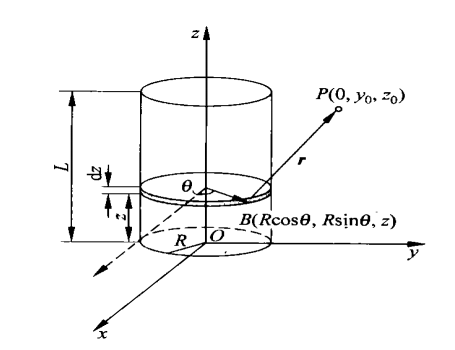 z
P(0, y₀, z₀)
L
r
dz
θ
z
B(Rcosθ, Rsinθ, z)
R
O
y
x